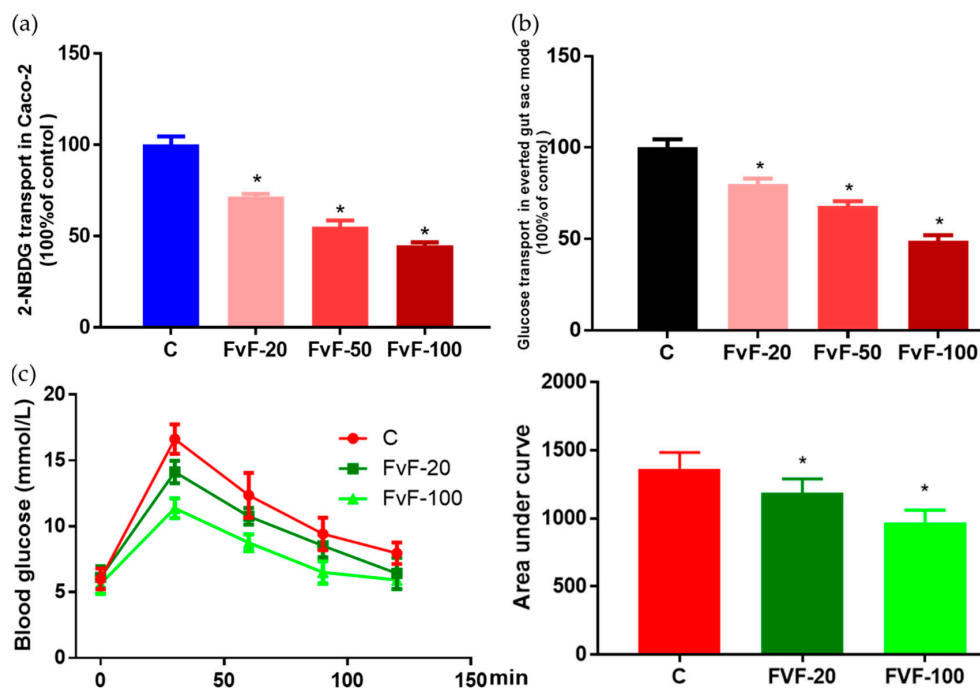 (a)
2-NBDG transport in Caco-2
(100%of control )
150
100
50
0
*
*
*
C FvF-20 FvF-50 FvF-100
(b)
Glucose transport in everted gut sac mode
(100% of control )
150
100
50
0
*
*
*
C FvF-20 FvF-50 FvF-100
(c)
Blood glucose (mmol/L)
20
15
10
5
0
C
FvF-20
FvF-100
0 50 100 150 min
Area under curve
2000
1500
1000
500
0
*
*
C FVF-20 FVF-100